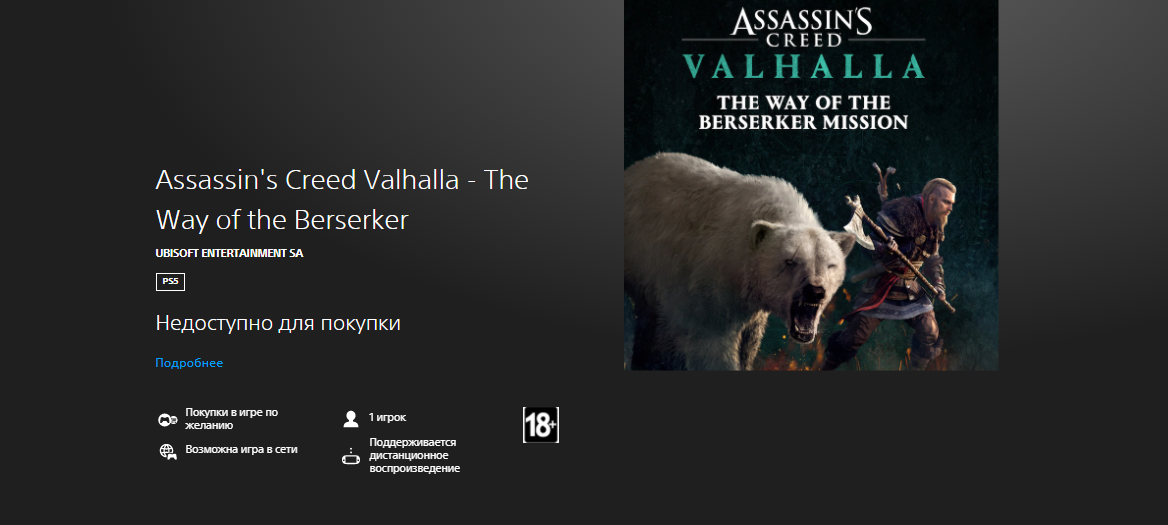 ASSASSIN'S
CREED
VALHALLA
THE WAY OF THE
BERSERKER MISSION
Assassin's Creed Valhalla - The
Way of the Berserker
UBISOFT ENTERTAINMENT SA
PS5
Недоступно для покупки
Подробнее
Покупки в игре по
желанию
Возможна игра в сети
1 игрок
Поддерживается
дистанционное
воспроизведение
18+